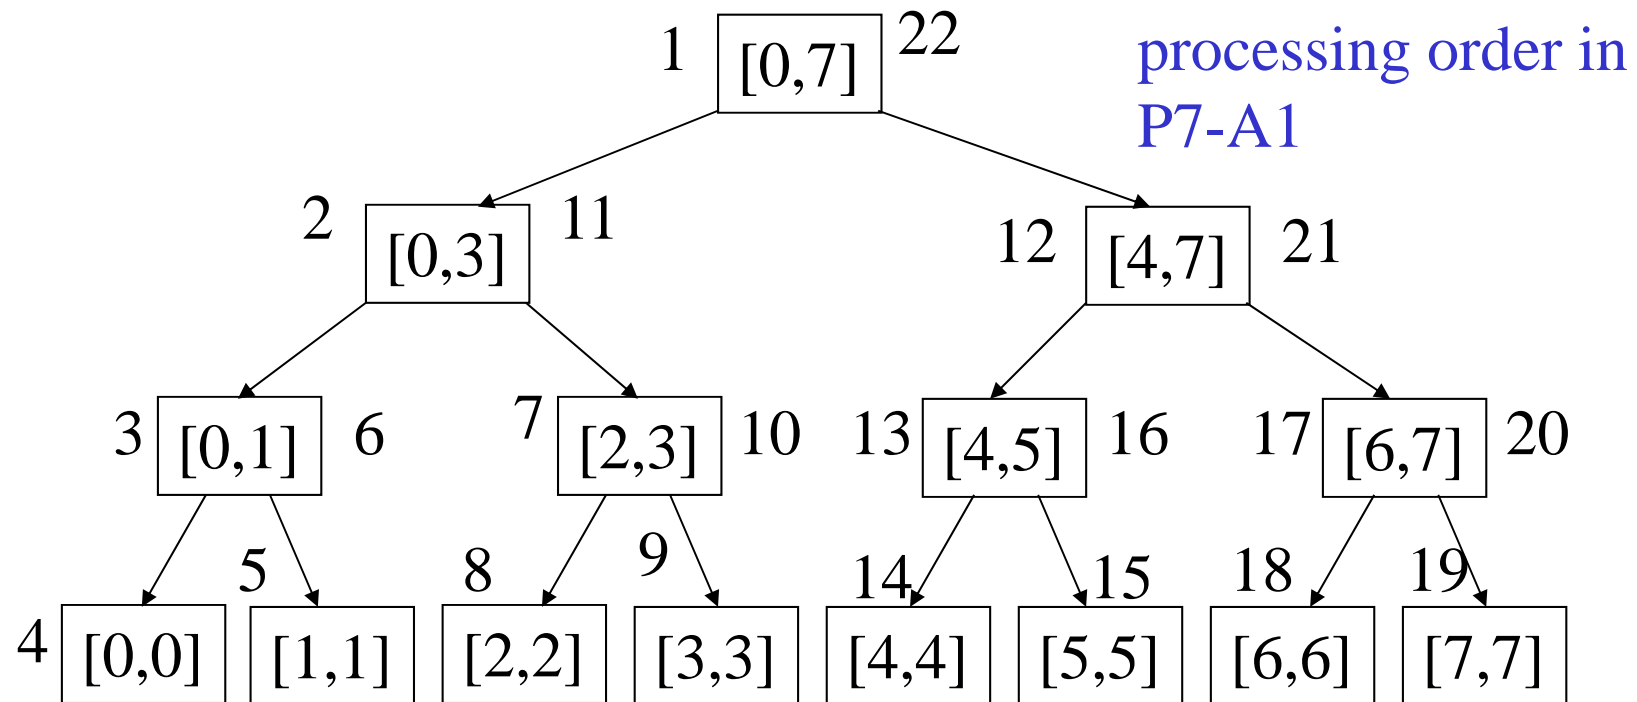 1 [0,7] 22 processing order in
P7-A1
2 [0,3] 11 12 [4,7] 21
3 [0,1] 6 7 [2,3] 10 13 [4,5] 16 17 [6,7] 20
5 8 9 14 15 18 19
4 [0,0] [1,1] [2,2] [3,3] [4,4] [5,5] [6,6] [7,7]